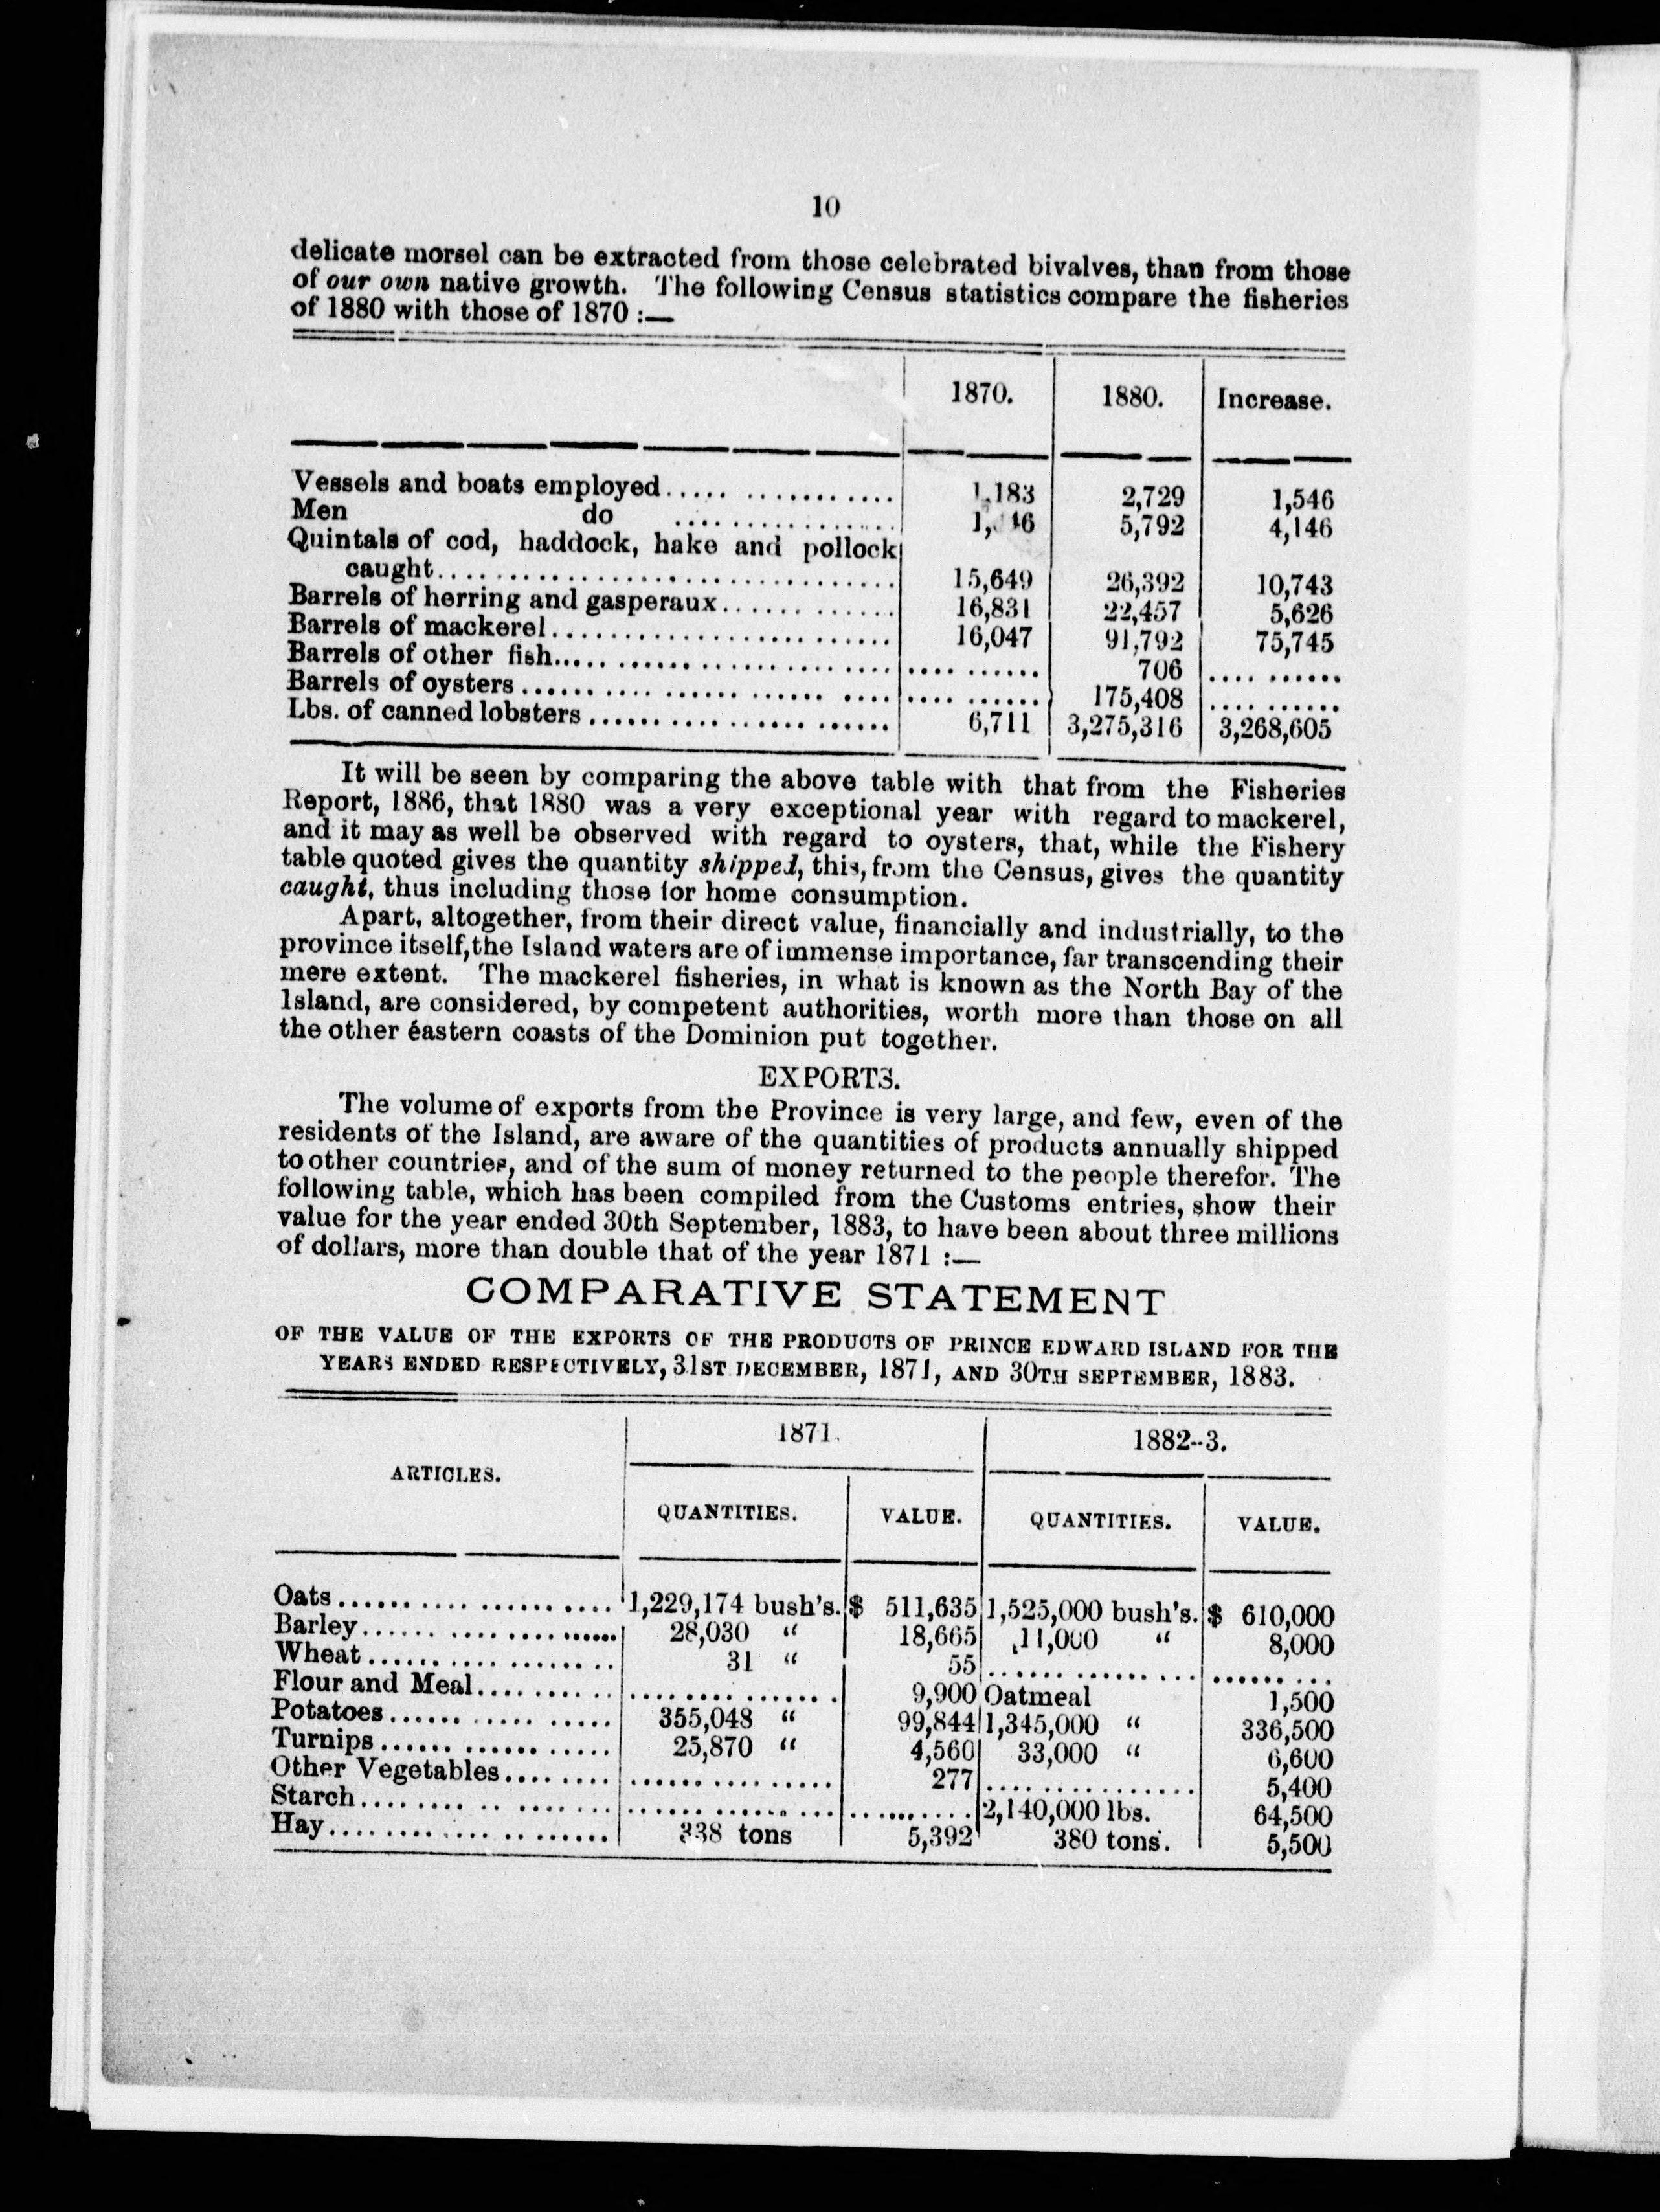 10
delicate morsel can be extracted from those celebrated bivalves, than from those
of our own native growth. The following Census statistics compare the fisheries
of 1880 with those of 1870 :—
1870. 1880. Increase.
Vessels and boats employed..... ............ 1,183 2,729 1,546
Men do ................ 5,792 4,146
Quintals of cod, haddock, hake and pollock
caught................................ 15,649 26,392 10,743
Barrels of herring and gasperaux............ 16,831 22,457 5,626
Barrels of mackerel........................ 16,047 91,792 75,745
Barrels of other fish..... ...................... .... ...... 706 .... ......
Barrels of oysters ...... .... ...... ...... .... .... ...... 175,408 .... ......
Lbs. of canned lobsters ...... .... .... ...... 6,711 3,275,316 3,268,605
It will be seen by comparing the above table with that from the Fisheries
Report, 1886, that 1880 was a very exceptional year with regard to mackerel,
and it may as well be observed with regard to oysters, that, while the Fishery
table quoted gives the quantity shipped, this, from the Census, gives the quantity
caught, thus including those for home consumption.
Apart, altogether, from their direct value, financially and industrially, to the
province itself,the Island waters are of immense importance, far transcending their
mere extent. The mackerel fisheries, in what is known as the North Bay of the
Island, are considered, by competent authorities, worth more than those on all
the other éastern coasts of the Dominion put together.
EXPORTS.
The volume of exports from the Province is very large, and few, even of the
residents of the Island, are aware of the quantities of products annually shipped
to other countries, and of the sum of money returned to the people therefor. The
following table, which has been compiled from the Customs entries, show their
value for the year ended 30th September, 1883, to have been about three millions
of dollars, more than double that of the year 1871 :—
COMPARATIVE STATEMENT
OF THE VALUE OF THE EXPORTS OF THE PRODUCTS OF PRINCE EDWARD ISLAND FOR THE
YEARS ENDED RESPECTIVELY, 31ST DECEMBER, 1871, AND 30TH SEPTEMBER, 1883.
1871. 1882--3.
ARTICLES.
QUANTITIES. VALUE. QUANTITIES. VALUE.
Oats...... .... ...... .... 1,229,174 bush's. $ 511,635 1,525,000 bush's. $ 610,000
Barley...... .... .... ...... 28,030 “ 18,665 11,000 “ 8,000
Wheat...... .... ...... .. 31 “ 55 ...... ...... ... ...... ...
Flour and Meal.......... .... .... ....... 9,900 Oatmeal 1,500
Potatoes...... ..... ..... 355,048 “ 99,844 1,345,000 “ 336,500
Turnips...... ...... ..... 25,870 “ 4,560 33,000 “ 6,600
Other Vegetables........ ...... .... ..... 277 .... ............ 5,400
Starch.... .... .. ....... ...... ...... ... ...... .... 2,140,000 lbs. 64,500
Hay.... .... .... .. ...... 338 tons 5,392 380 tons. 5,500